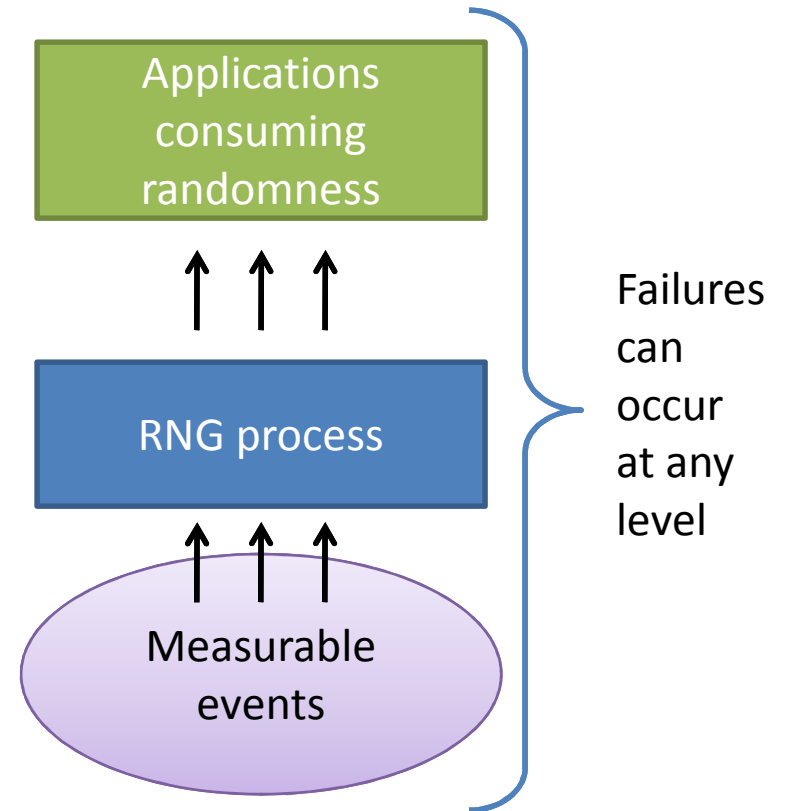 Applications
consuming
randomness
RNG process
Measurable
events
Failures
can
occur
at any
level